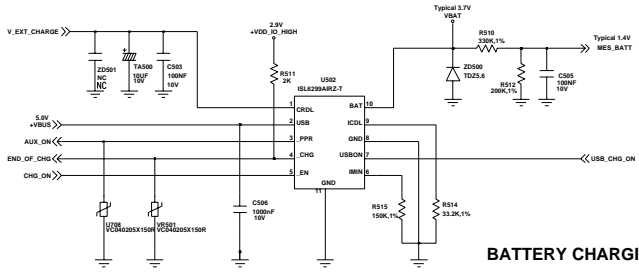 Typical 3.7V
VBAT
2.9V
+VDD_IO_HIGH
R510
330K,1%
Typical 1.4V
MES_BATT
V_EXT_CHARGE
ZD501
NC
NC
TA500
10UF
10V
C503
100NF
10V
R511
2K
U502
ISL6299AIRZ-T
ZD500
TDZ5.6
R512
200K,1%
C505
100NF
10V
1
CRDL
BAT
10
5.0V
+VBUS
2
USB
ICDL
9
AUX_ON
3
_PPR
GND
8
END_OF_CHG
4
_CHG
USBON
7
USB_CHG_ON
CHG_ON
5
_EN
IMIN
6
GND
11
U708
VC040205X150R
VR501
VC040205X150R
C506
1000nF
10V
R515
150K,1%
R514
33.2K,1%
BATTERY CHARGI